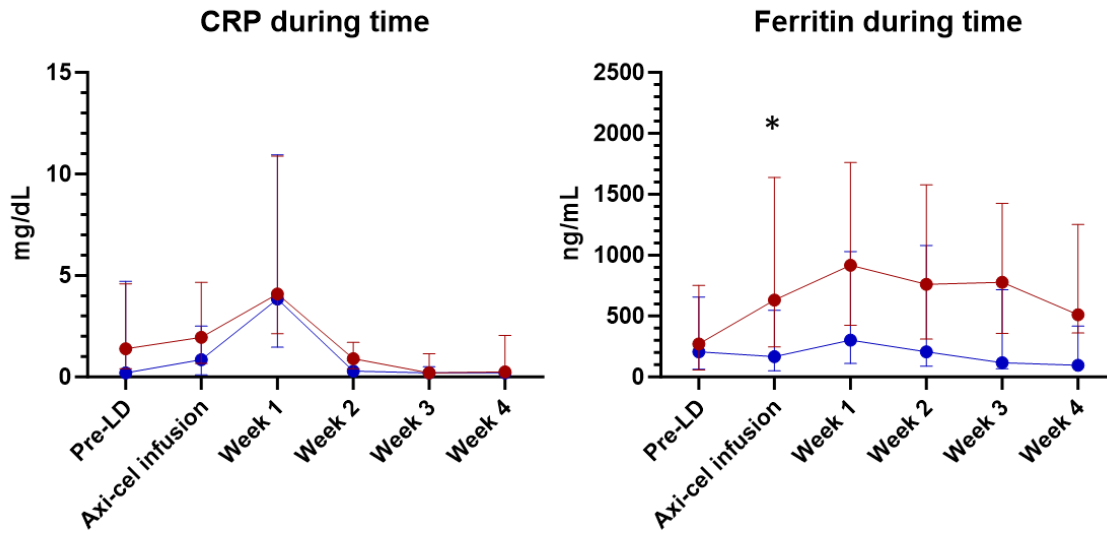 CRP during time
mg/dL
15
10
5
0
Pre-LD
Axi-cel infusion
Week 1
Week 2
Week 3
Week 4
Ferritin during time
ng/mL
2500
2000
1500
1000
500
0
*
Pre-LD
Axi-cel infusion
Week 1
Week 2
Week 3
Week 4